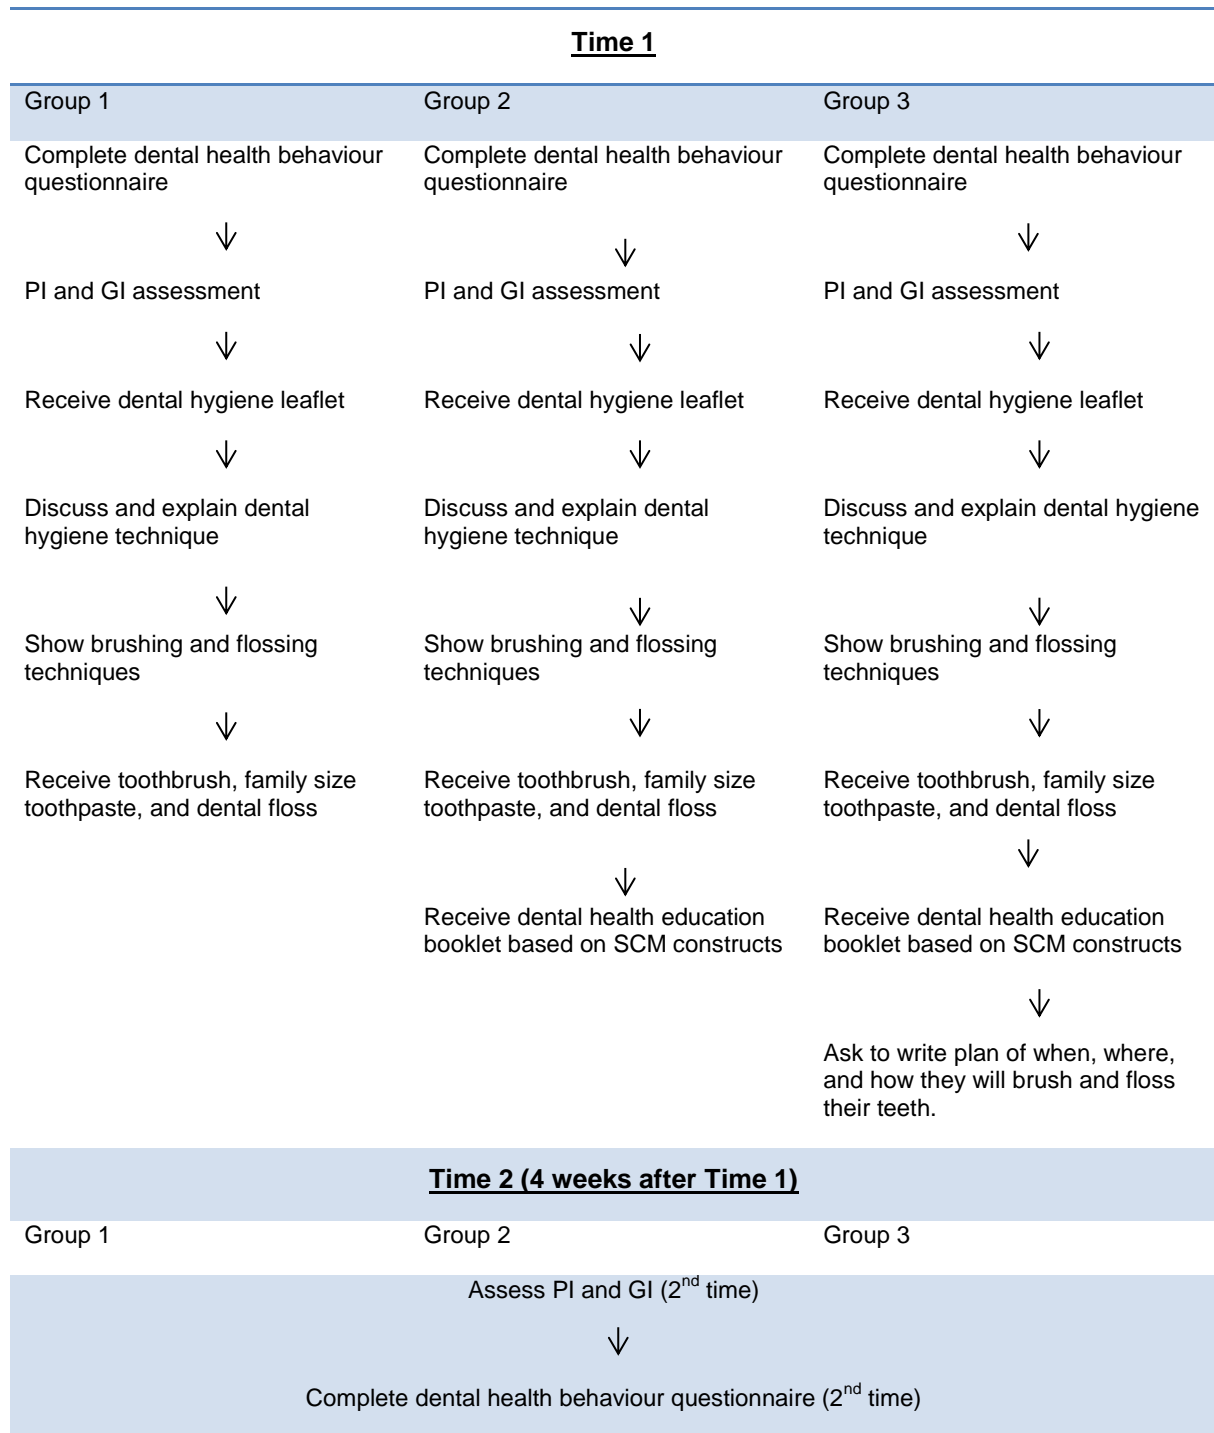 Time 1
Group 1 Group 2 Group 3
Complete dental health behaviour Complete dental health behaviour Complete dental health behaviour
questionnaire questionnaire questionnaire
PI and GI assessment PI and GI assessment PI and GI assessment
Receive dental hygiene leaflet Receive dental hygiene leaflet Receive dental hygiene leaflet
Discuss and explain dental Discuss and explain dental Discuss and explain dental hygiene
hygiene technique hygiene technique technique
Show brushing and flossing Show brushing and flossing Show brushing and flossing
techniques techniques techniques
Receive toothbrush, family size Receive toothbrush, family size Receive toothbrush, family size
toothpaste, and dental floss toothpaste, and dental floss toothpaste, and dental floss
Receive dental health education Receive dental health education
booklet based on SCM constructs booklet based on SCM constructs
Ask to write plan of when, where,
and how they will brush and floss
their teeth.
Time 2 (4 weeks after Time 1)
Group 1 Group 2 Group 3
Assess PI and GI (2nd time)
Complete dental health behaviour questionnaire (2nd time)